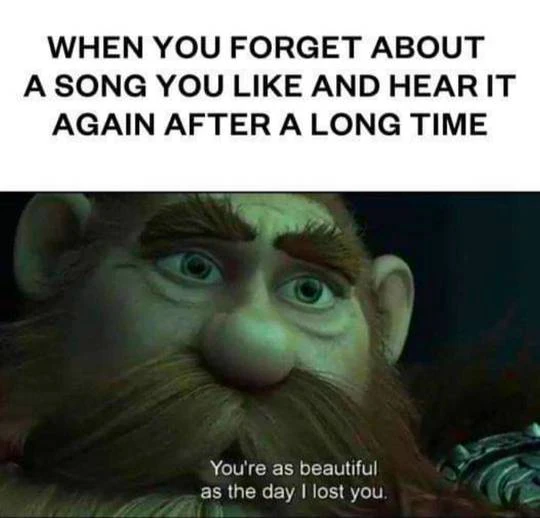 WHEN YOU FORGET ABOUT
A SONG YOU LIKE AND HEAR IT
AGAIN AFTER A LONG TIME
You're as beautiful
as the day I lost you.